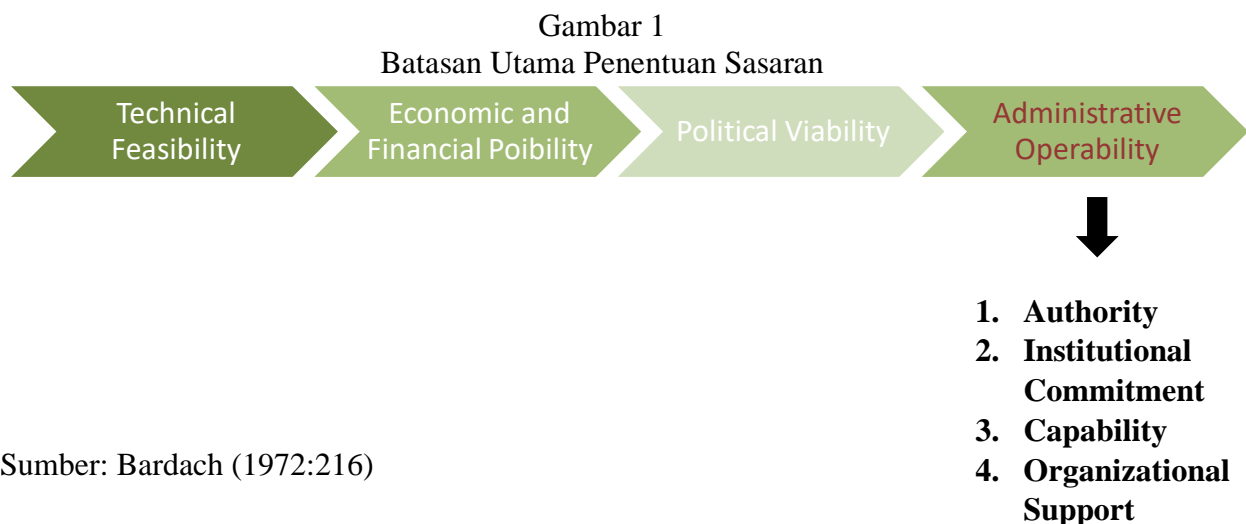 Gambar 1
Batasan Utama Penentuan Sasaran
Technical
Feasibility
Economic and
Financial Poibility
Political Viability
Administrative
Operability
1. Authority
2. Institutional
Commitment
3. Capability
4. Organizational
Support
Sumber: Bardach (1972:216)